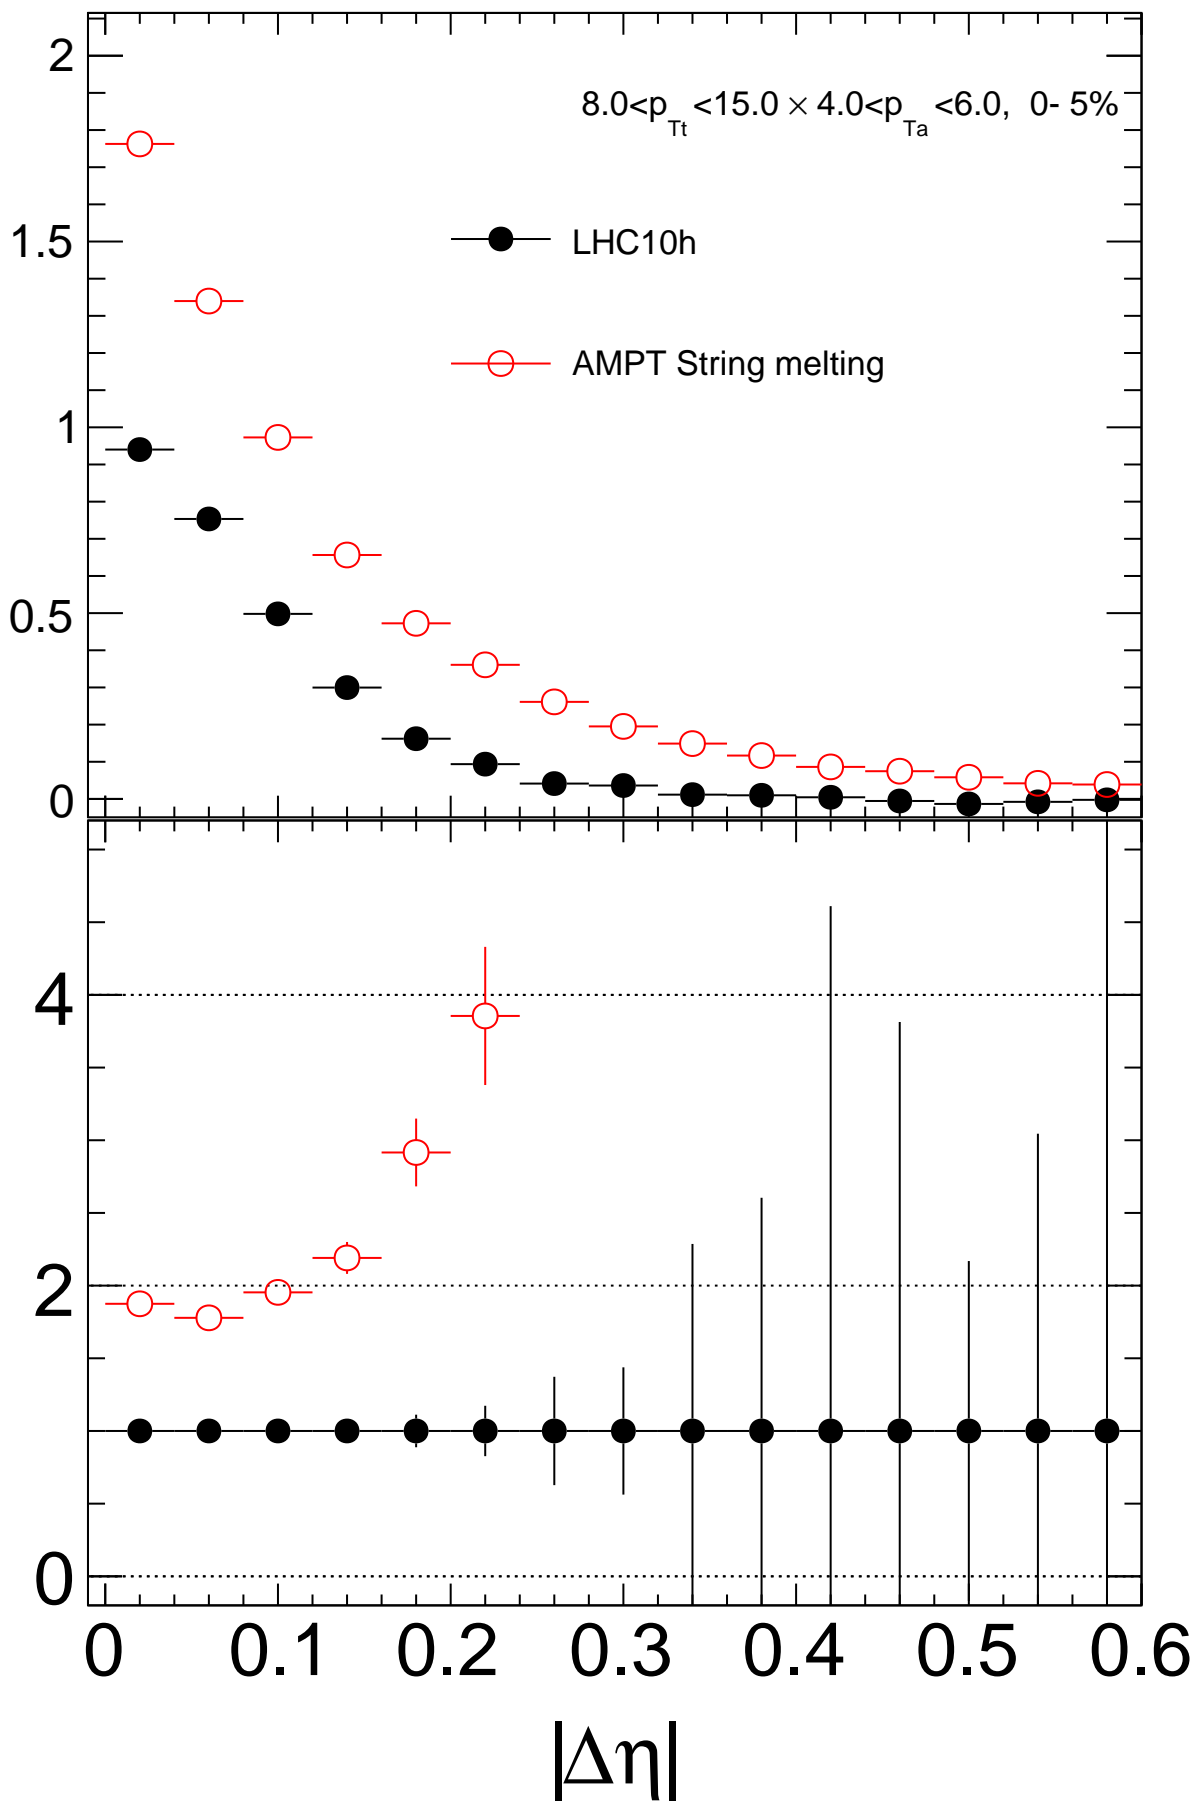 2
8.0<p_Tt <15.0 × 4.0<p_Ta <6.0, 0- 5%
1.5
LHC10h
AMPT String melting
1
0.5
0
4
2
0
0 0.1 0.2 0.3 0.4 0.5 0.6
|Δη|